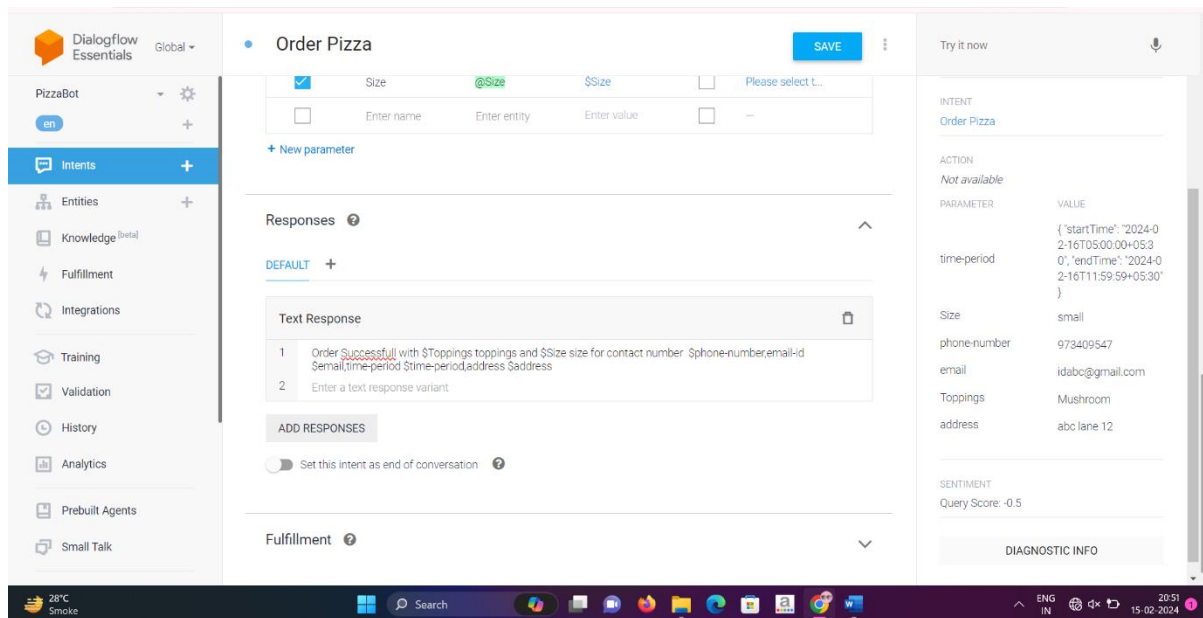 Dialogflow
Essentials
Global
Order Pizza
SAVE
Try it now
PizzaBot
en
Intents
Entities
Knowledge [beta]
Fulfillment
Integrations
Training
Validation
History
Analytics
Prebuilt Agents
Small Talk
Size @Size $Size Please select t...
Enter name Enter entity Enter value –
+ New parameter
Responses
DEFAULT +
Text Response
1 Order Successfull with $Toppings toppings and $Size size for contact number $phone-number,email-id
$email,time-period $time-period,address $address
2 Enter a text response variant
ADD RESPONSES
Set this intent as end of conversation
Fulfillment
INTENT
Order Pizza
ACTION
Not available
PARAMETER VALUE
time-period
{ "startTime": "2024-0
2-16T05:00:00+05:3
0", "endTime": "2024-0
2-16T11:59:59+05:30"
}
Size small
phone-number 973409547
email idabc@gmail.com
Toppings Mushroom
address abc lane 12
SENTIMENT
Query Score: -0.5
DIAGNOSTIC INFO
28°C
Smoke
Search
ENG
IN
20:51
15-02-2024
1